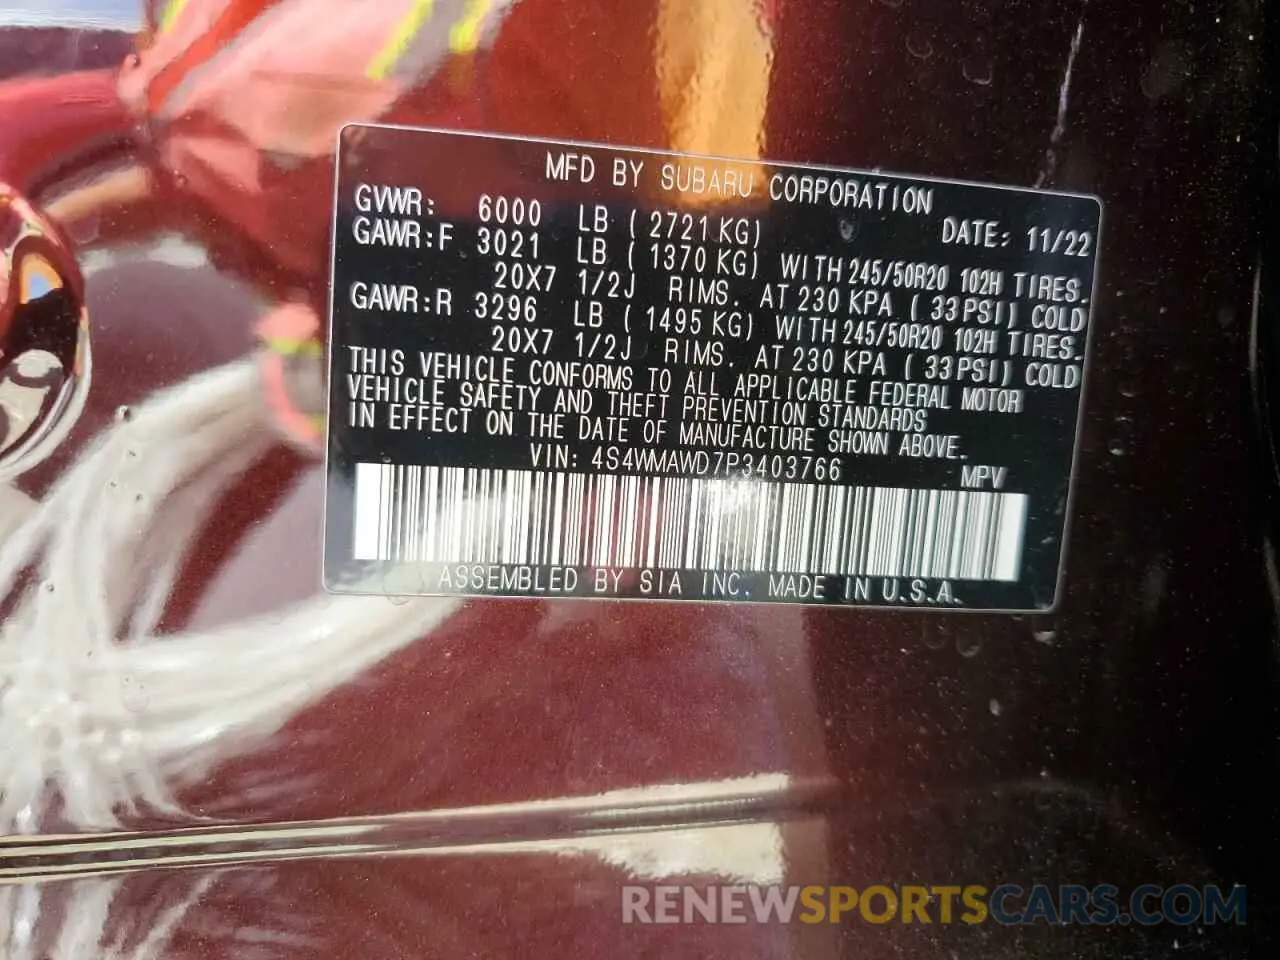 MFD BY SUBARU CORPORATION
GVWR: 6000 LB ( 2721 KG) DATE: 11/22
GAWR:F 3021 LB ( 1370 KG) WITH 245/50R20 102H TIRES.
20X7 1/2J RIMS. AT 230 KPA ( 33 PSI) COLD
GAWR:R 3296 LB ( 1495 KG) WITH 245/50R20 102H TIRES.
20X7 1/2J RIMS. AT 230 KPA ( 33 PSI) COLD
THIS VEHICLE CONFORMS TO ALL APPLICABLE FEDERAL MOTOR
VEHICLE SAFETY AND THEFT PREVENTION STANDARDS
IN EFFECT ON THE DATE OF MANUFACTURE SHOWN ABOVE.
VIN: 4S4WMAWD7P3403766 MPV
ASSEMBLED BY SIA INC. MADE IN U.S.A.
RENEWSPORTSCARS.COM